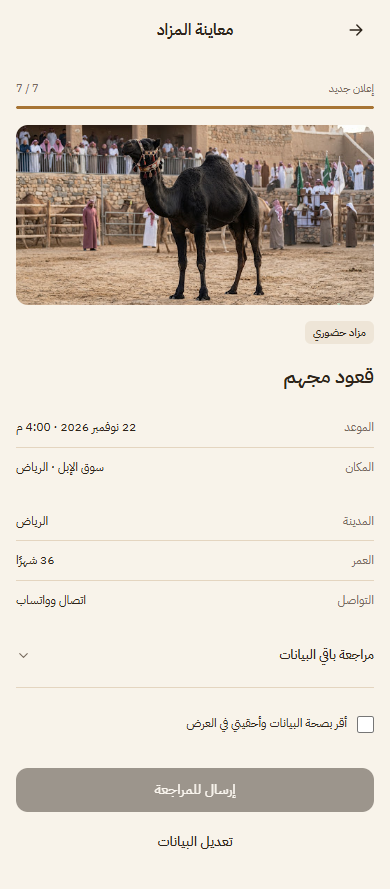 معاينة المزاد
إعلان جديد 7 / 7
مزاد حضوري
قعود مجهم
الموعد 22 نوفمبر 2026 · 4:00 م
المكان سوق الإبل · الرياض
المدينة الرياض
العمر 36 شهرًا
التواصل اتصال وواتساب
مراجعة باقي البيانات
أقر بصحة البيانات وأحقيتي في العرض
إرسال للمراجعة
تعديل البيانات